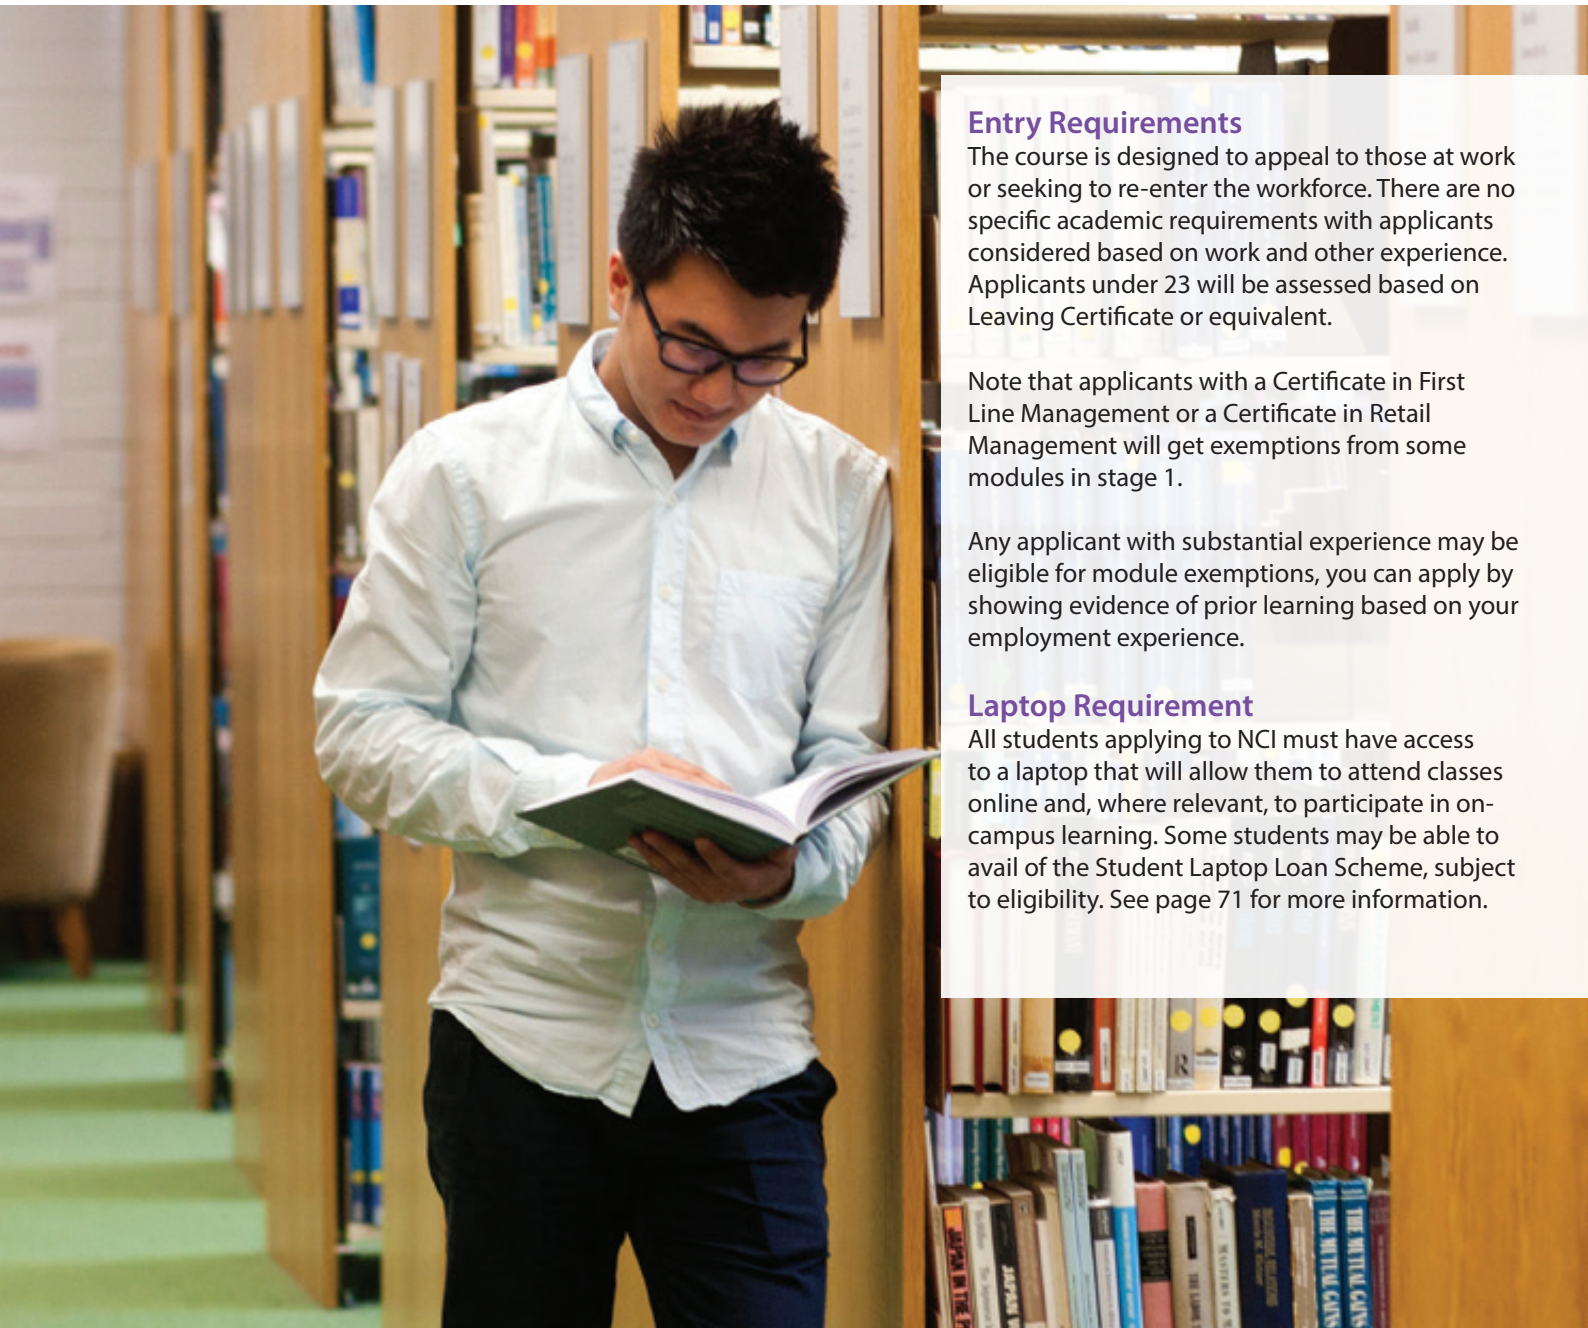 Entry Requirements
The course is designed to appeal to those at work
or seeking to re-enter the workforce. There are no
specific academic requirements with applicants
considered based on work and other experience.
Applicants under 23 will be assessed based on
Leaving Certificate or equivalent.
Note that applicants with a Certificate in First
Line Management or a Certificate in Retail
Management will get exemptions from some
modules in stage 1.
Any applicant with substantial experience may be
eligible for module exemptions, you can apply by
showing evidence of prior learning based on your
employment experience.
Laptop Requirement
All students applying to NCI must have access
to a laptop that will allow them to attend classes
online and, where relevant, to participate in on-
campus learning. Some students may be able to
avail of the Student Laptop Loan Scheme, subject
to eligibility. See page 71 for more information.
JAPAN IN THE
JAPAN